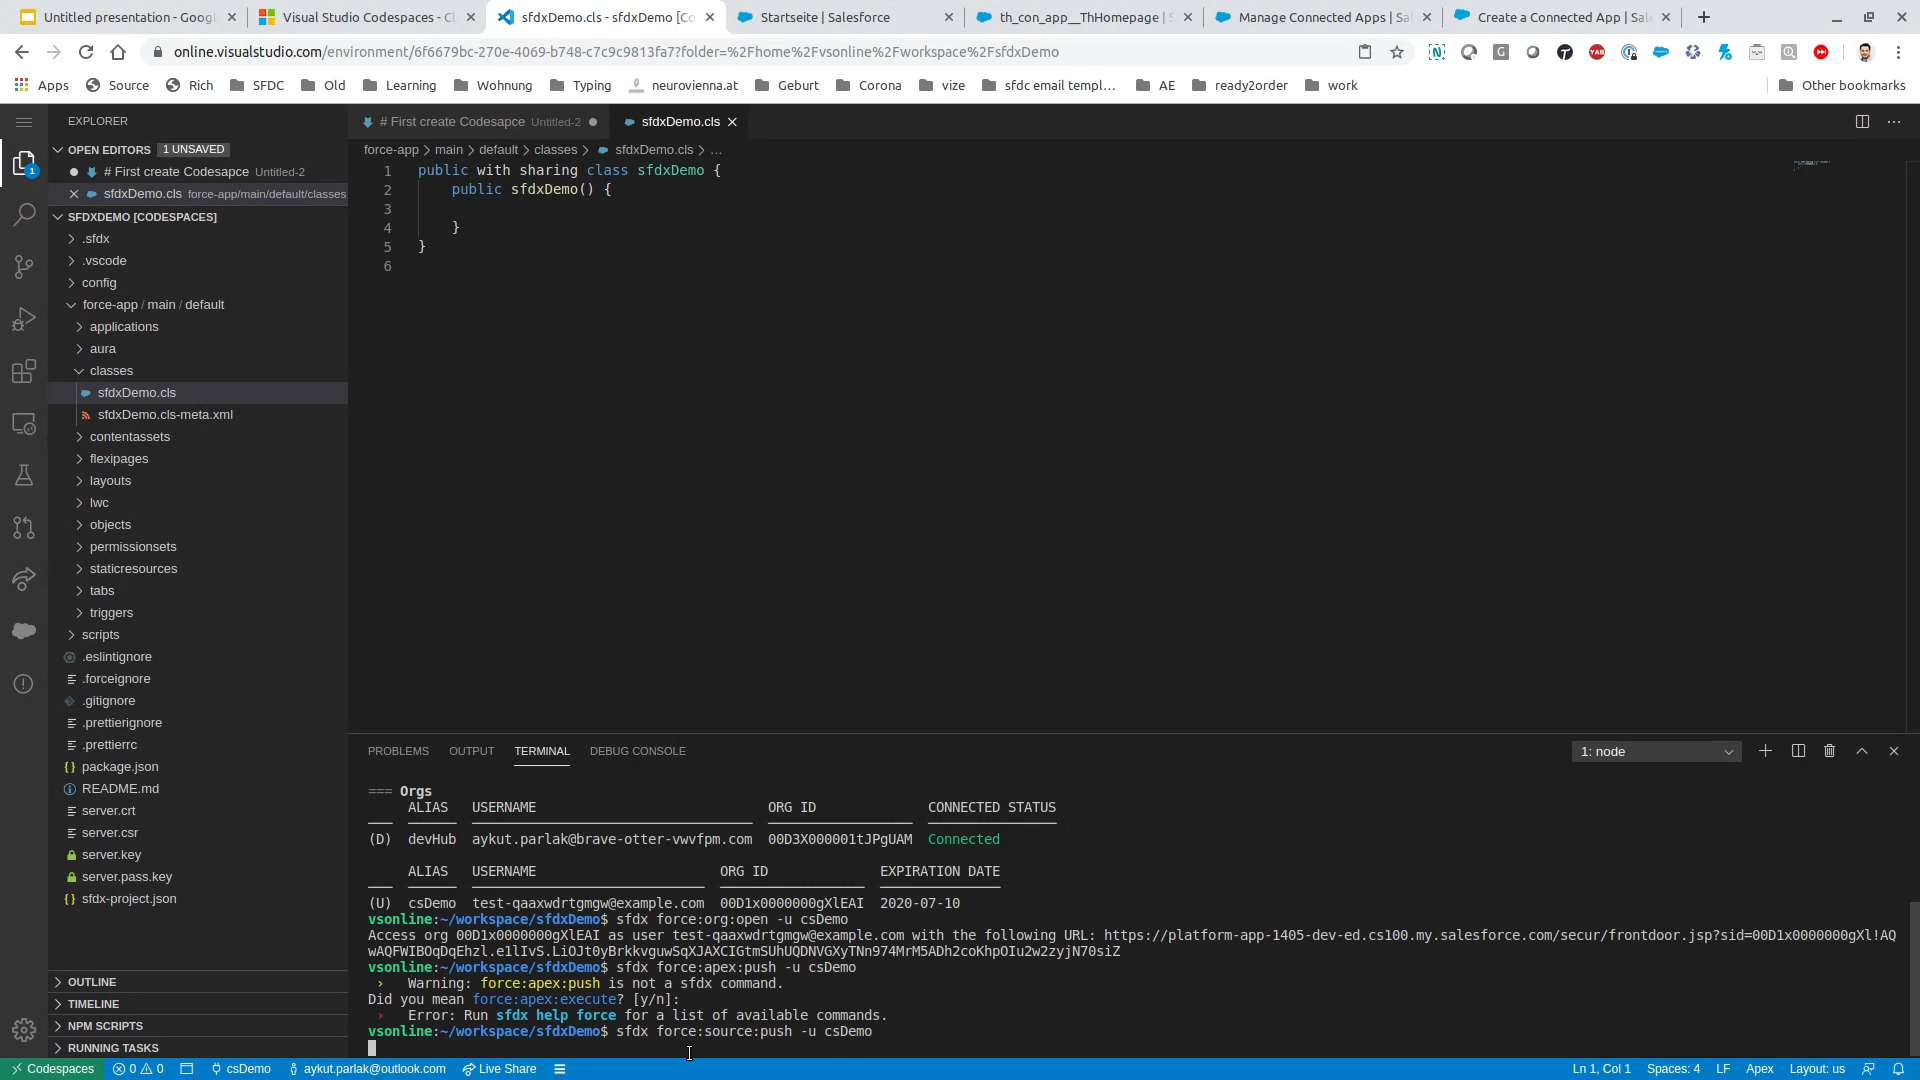 Untitled presentation - Googl
Visual Studio Codespaces - Cl
sfdxDemo.cls - sfdxDemo [Co
Startseite | Salesforce
th_con_app__ThHomepage | S
Manage Connected Apps | Sal
Create a Connected App | Sale
online.visualstudio.com/environment/6f6679bc-270e-4069-b748-c7c9c9813fa7?folder=%2Fhome%2Fvsonline%2Fworkspace%2FsfdxDemo
Apps Source Rich SFDC Old Learning Wohnung Typing neurovienna.at Geburt Corona vize sfdc email templ... AE ready2order work Other bookmarks
EXPLORER
OPEN EDITORS 1 UNSAVED
# First create Codesapce Untitled-2
sfdxDemo.cls force-app/main/default/classes
SFDXDEMO [CODESPACES]
.sfdx
.vscode
config
force-app / main / default
applications
aura
classes
sfdxDemo.cls
sfdxDemo.cls-meta.xml
contentassets
flexipages
layouts
lwc
objects
permissionsets
staticresources
tabs
triggers
scripts
.eslintignore
.forceignore
.gitignore
.prettierignore
.prettierrc
package.json
README.md
server.crt
server.csr
server.key
server.pass.key
sfdx-project.json
OUTLINE
TIMELINE
NPM SCRIPTS
RUNNING TASKS
# First create Codesapce Untitled-2
sfdxDemo.cls
force-app > main > default > classes > sfdxDemo.cls > ...
1 public with sharing class sfdxDemo {
2 public sfdxDemo() {
3
4 }
5 }
6
PROBLEMS OUTPUT TERMINAL DEBUG CONSOLE
1: node
=== Orgs
ALIAS USERNAME ORG ID CONNECTED STATUS
(D) devHub aykut.parlak@brave-otter-vwvfpm.com 00D3X000001tJPgUAM Connected
ALIAS USERNAME ORG ID EXPIRATION DATE
(U) csDemo test-qaaxwdrtgmgw@example.com 00D1x0000000gXlEAI 2020-07-10
vsonline:~/workspace/sfdxDemo$ sfdx force:org:open -u csDemo
Access org 00D1x0000000gXlEAI as user test-qaaxwdrtgmgw@example.com with the following URL: https://platform-app-1405-dev-ed.cs100.my.salesforce.com/secur/frontdoor.jsp?sid=00D1x0000000gXl!AQ
wAQFWIBOqDqEhzl.e1lIvS.LiOJt0yBrkkvguwSqXJAXCIGtmSUhUQDNVGXyTNn974MrM5ADh2coKhpOIu2w2zyjN70siZ
vsonline:~/workspace/sfdxDemo$ sfdx force:apex:push -u csDemo
› Warning: force:apex:push is not a sfdx command.
Did you mean force:apex:execute? [y/n]:
› Error: Run sfdx help force for a list of available commands.
vsonline:~/workspace/sfdxDemo$ sfdx force:source:push -u csDemo
Codespaces 0 0 csDemo aykut.parlak@outlook.com Live Share Ln 1, Col 1 Spaces: 4 LF Apex Layout: us